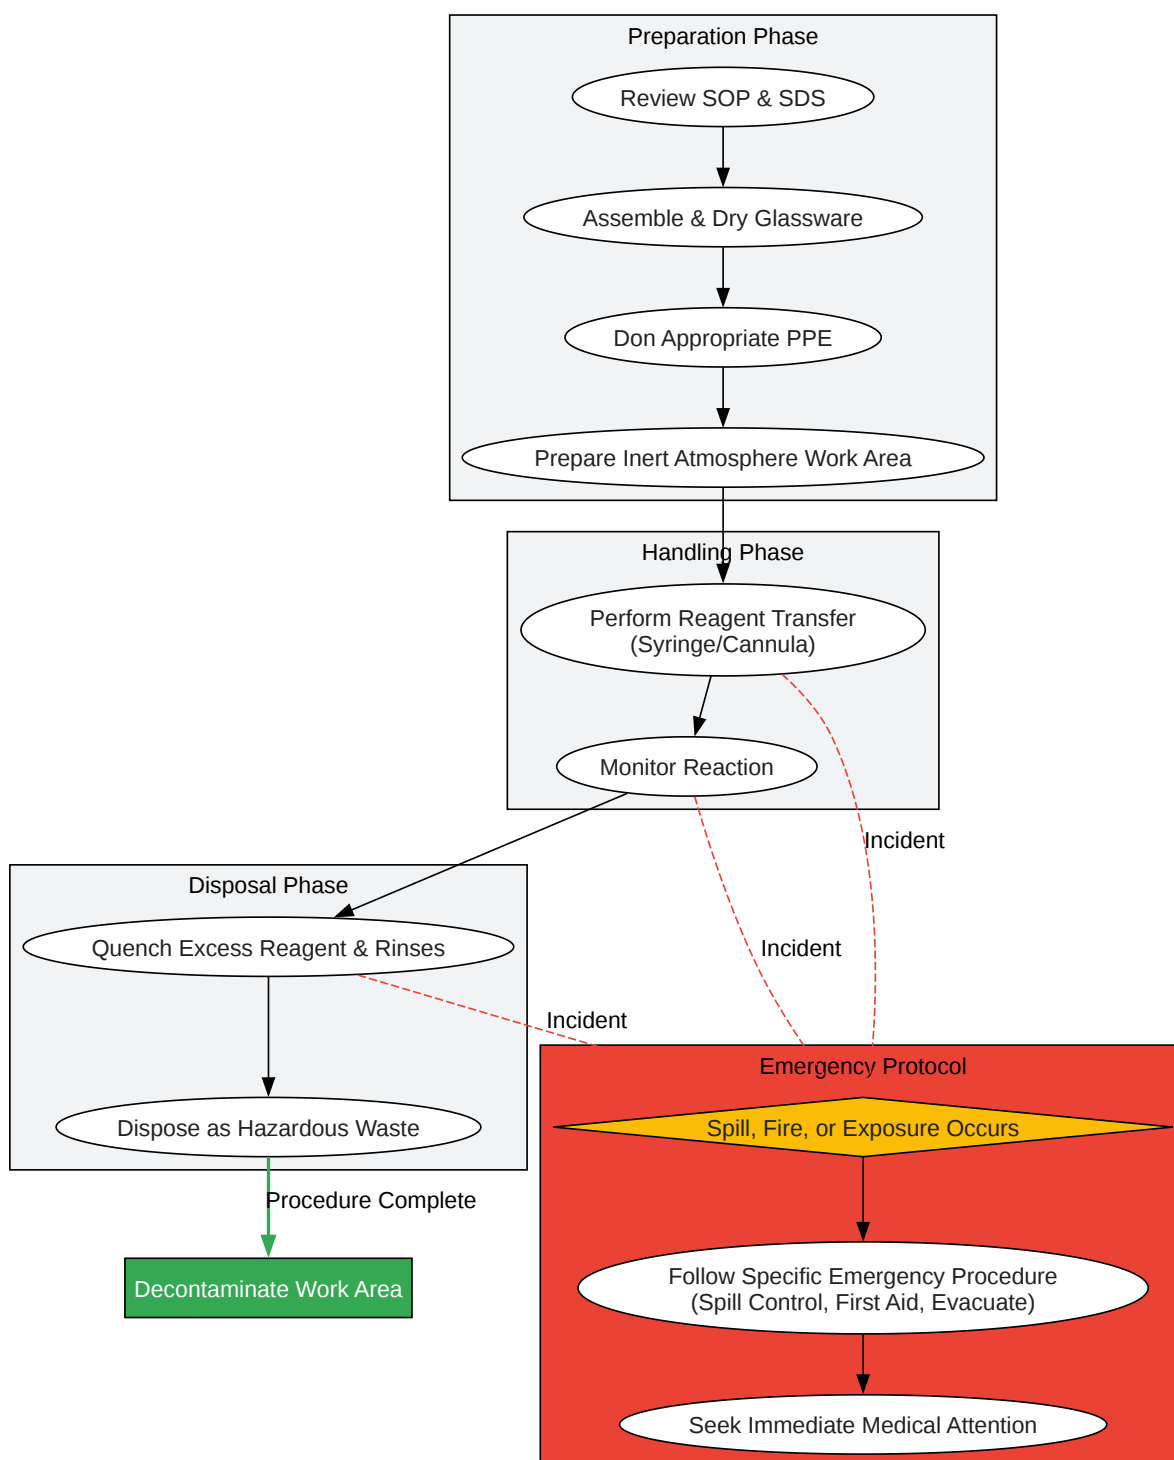 Preparation Phase
Review SOP & SDS
Assemble & Dry Glassware
Don Appropriate PPE
Prepare Inert Atmosphere Work Area
Handling Phase
Perform Reagent Transfer
(Syringe/Cannula)
Monitor Reaction
Incident
Disposal Phase
Quench Excess Reagent & Rinses
Incident
Incident
Emergency Protocol
Dispose as Hazardous Waste
Spill, Fire, or Exposure Occurs
Procedure Complete
Decontaminate Work Area
Follow Specific Emergency Procedure
(Spill Control, First Aid, Evacuate)
Seek Immediate Medical Attention